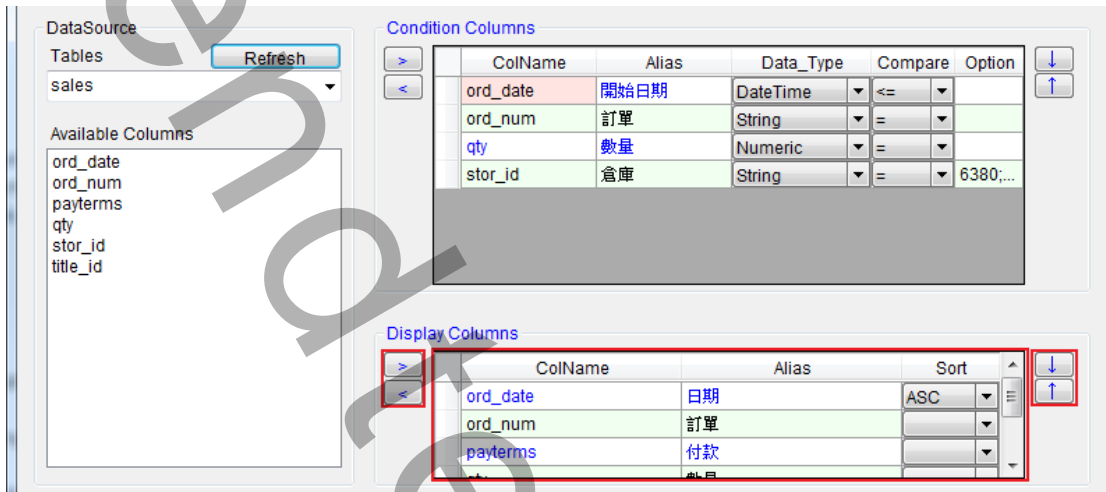 DataSource
Tables
Refresh
sales
Available Columns
ord_date
ord_num
payterms
qty
stor_id
title_id
Condition Columns
>
<
ColName Alias Data_Type Compare Option
ord_date 開始日期 DateTime <=
ord_num 訂單 String =
qty 數量 Numeric =
stor_id 倉庫 String = 6380;...
↓
↑
Display Columns
>
<
ColName Alias Sort
ord_date 日期 ASC
ord_num 訂單
payterms 付款
↓
↑